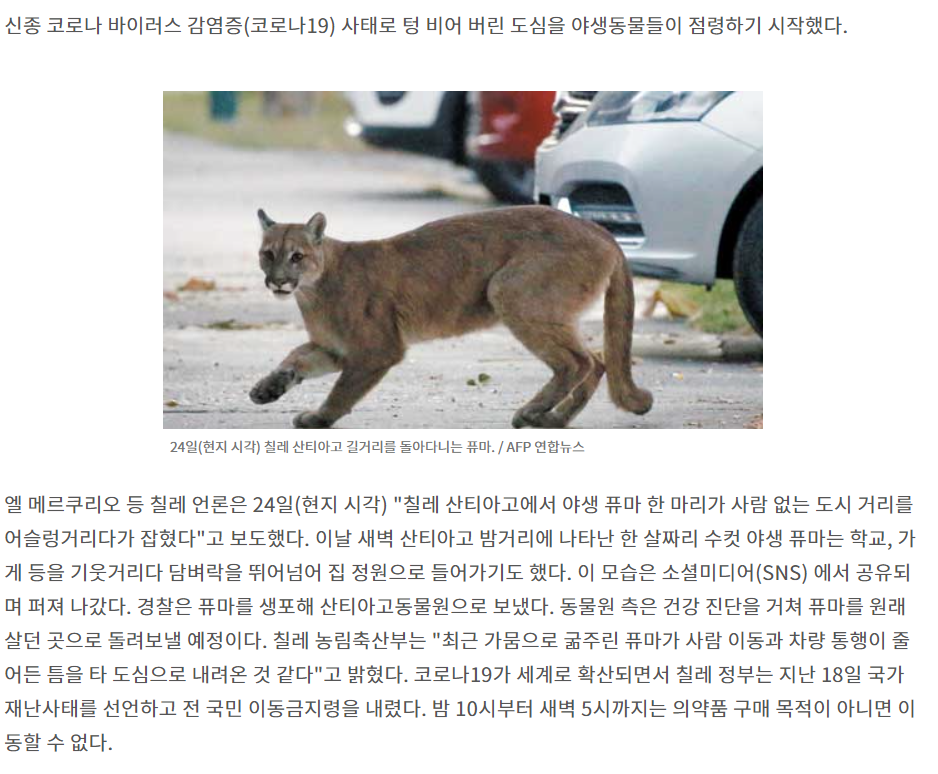 신종 코로나 바이러스 감염증(코로나19) 사태로 텅 비어 버린 도심을 야생동물들이 점령하기 시작했다.
24일(현지 시각) 칠레 산티아고 길거리를 돌아다니는 퓨마. / AFP 연합뉴스
엘 메르쿠리오 등 칠레 언론은 24일(현지 시각) "칠레 산티아고에서 야생 퓨마 한 마리가 사람 없는 도시 거리를
어슬렁거리다가 잡혔다"고 보도했다. 이날 새벽 산티아고 밤거리에 나타난 한 살짜리 수컷 야생 퓨마는 학교, 가
게 등을 기웃거리다 담벼락을 뛰어넘어 집 정원으로 들어가기도 했다. 이 모습은 소셜미디어(SNS) 에서 공유되
며 퍼져 나갔다. 경찰은 퓨마를 생포해 산티아고동물원으로 보냈다. 동물원 측은 건강 진단을 거쳐 퓨마를 원래
살던 곳으로 돌려보낼 예정이다. 칠레 농림축산부는 "최근 가뭄으로 굶주린 퓨마가 사람 이동과 차량 통행이 줄
어든 틈을 타 도심으로 내려온 것 같다"고 밝혔다. 코로나19가 세계로 확산되면서 칠레 정부는 지난 18일 국가
재난사태를 선언하고 전 국민 이동금지령을 내렸다. 밤 10시부터 새벽 5시까지는 의약품 구매 목적이 아니면 이
동할 수 없다.